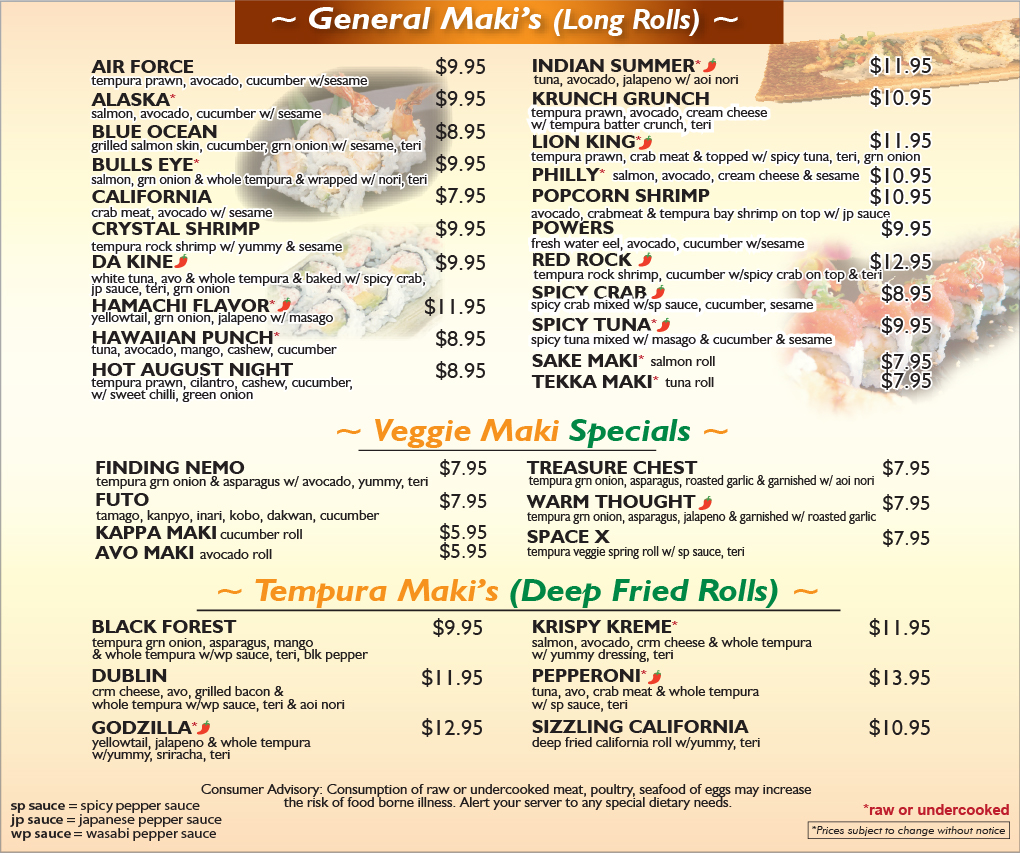 ~ General Maki's (Long Rolls) ~
AIR FORCE $9.95
tempura prawn, avocado, cucumber w/sesame
ALASKA* $9.95
salmon, avocado, cucumber w/ sesame
BLUE OCEAN $8.95
grilled salmon skin, cucumber, grn onion w/ sesame, teri
BULLS EYE* $9.95
salmon, grn onion & whole tempura & wrapped w/ nori, teri
CALIFORNIA $7.95
crab meat, avocado w/ sesame
CRYSTAL SHRIMP $9.95
tempura rock shrimp w/ yummy & sesame
DA KINE $9.95
white tuna, avo & whole tempura & baked w/ spicy crab,
jp sauce, teri, grn onion
HAMACHI FLAVOR* $11.95
yellowtail, grn onion, jalapeno w/ masago
HAWAIIAN PUNCH* $8.95
tuna, avocado, mango, cashew, cucumber
HOT AUGUST NIGHT $8.95
tempura prawn, cilantro, cashew, cucumber,
w/ sweet chilli, green onion
INDIAN SUMMER* $11.95
tuna, avocado, jalapeno w/ aoi nori
KRUNCH GRUNCH $10.95
tempura prawn, avocado, cream cheese
w/ tempura batter crunch, teri
LION KING* $11.95
tempura prawn, crab meat & topped w/ spicy tuna, teri, grn onion
PHILLY* salmon, avocado, cream cheese & sesame $10.95
POPCORN SHRIMP $10.95
avocado, crabmeat & tempura bay shrimp on top w/ jp sauce
POWERS $9.95
fresh water eel, avocado, cucumber w/sesame
RED ROCK $12.95
tempura rock shrimp, cucumber w/spicy crab on top & teri
SPICY CRAB $8.95
spicy crab mixed w/sp sauce, cucumber, sesame
SPICY TUNA* $9.95
spicy tuna mixed w/ masago & cucumber & sesame
SAKE MAKI* salmon roll $7.95
TEKKA MAKI* tuna roll $7.95
~ Veggie Maki Specials ~
FINDING NEMO $7.95
tempura grn onion & asparagus w/ avocado, yummy, teri
FUTO $7.95
tamago, kanpyo, inari, kobo, dakwan, cucumber
KAPPA MAKI cucumber roll $5.95
AVO MAKI avocado roll $5.95
TREASURE CHEST $7.95
tempura grn onion, asparagus, roasted garlic & garnished w/ aoi nori
WARM THOUGHT $7.95
tempura grn onion, asparagus, jalapeno & garnished w/ roasted garlic
SPACE X $7.95
tempura veggie spring roll w/ sp sauce, teri
~ Tempura Maki's (Deep Fried Rolls) ~
BLACK FOREST $9.95
tempura grn onion, asparagus, mango
& whole tempura w/wp sauce, teri, blk pepper
DUBLIN $11.95
crm cheese, avo, grilled bacon &
whole tempura w/wp sauce, teri & aoi nori
GODZILLA* $12.95
yellowtail, jalapeno & whole tempura
w/yummy, sriracha, teri
KRISPY KREME* $11.95
salmon, avocado, crm cheese & whole tempura
w/ yummy dressing, teri
PEPPERONI* $13.95
tuna, avo, crab meat & whole tempura
w/ sp sauce, teri
SIZZLING CALIFORNIA $10.95
deep fried california roll w/yummy, teri
Consumer Advisory: Consumption of raw or undercooked meat, poultry, seafood of eggs may increase
the risk of food borne illness. Alert your server to any special dietary needs.
sp sauce = spicy pepper sauce
jp sauce = japanese pepper sauce
wp sauce = wasabi pepper sauce
*raw or undercooked
*Prices subject to change without notice